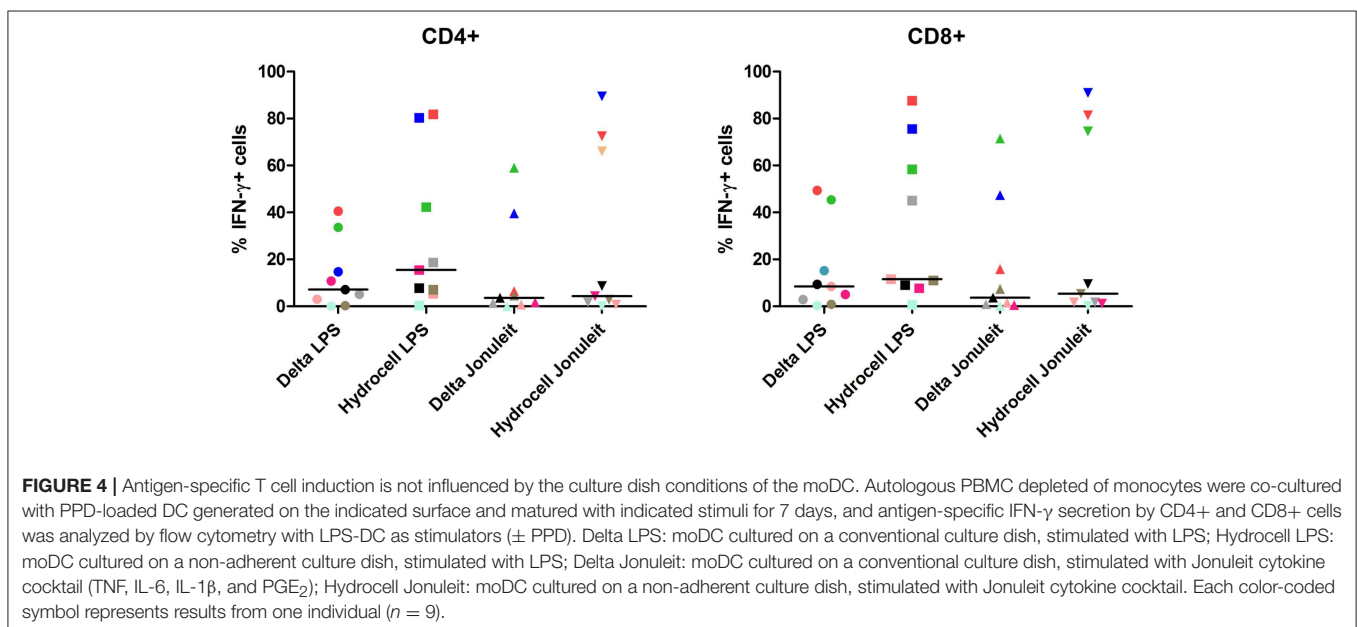 CD4+
CD8+
% IFN-γ+ cells
100
80
60
40
20
0
Delta LPS
Hydrocell LPS
Delta Jonuleit
Hydrocell Jonuleit
% IFN-γ+ cells
100
80
60
40
20
0
Delta LPS
Hydrocell LPS
Delta Jonuleit
Hydrocell Jonuleit
FIGURE 4 | Antigen-specific T cell induction is not influenced by the culture dish conditions of the moDC. Autologous PBMC depleted of monocytes were co-cultured
with PPD-loaded DC generated on the indicated surface and matured with indicated stimuli for 7 days, and antigen-specific IFN-γ secretion by CD4+ and CD8+ cells
was analyzed by flow cytometry with LPS-DC as stimulators (± PPD). Delta LPS: moDC cultured on a conventional culture dish, stimulated with LPS; Hydrocell LPS:
moDC cultured on a non-adherent culture dish, stimulated with LPS; Delta Jonuleit: moDC cultured on a conventional culture dish, stimulated with Jonuleit cytokine
cocktail (TNF, IL-6, IL-1β, and PGE₂); Hydrocell Jonuleit: moDC cultured on a non-adherent culture dish, stimulated with Jonuleit cytokine cocktail. Each color-coded
symbol represents results from one individual (n = 9).